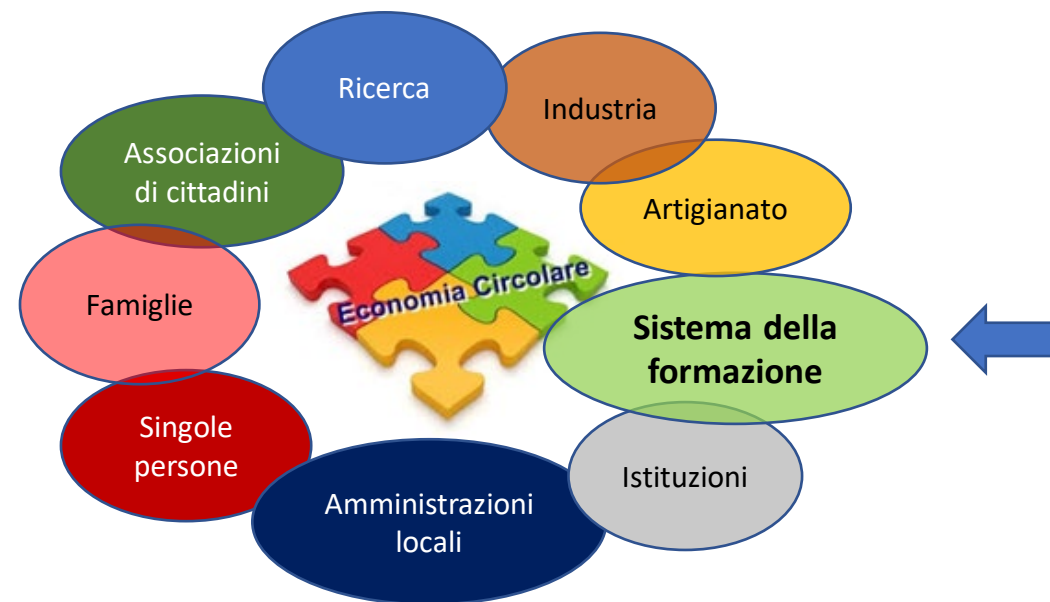 Ricerca
Industria
Associazioni
di cittadini
Artigianato
Economia Circolare
Famiglie
Sistema della
formazione
Singole
persone
Istituzioni
Amministrazioni
locali